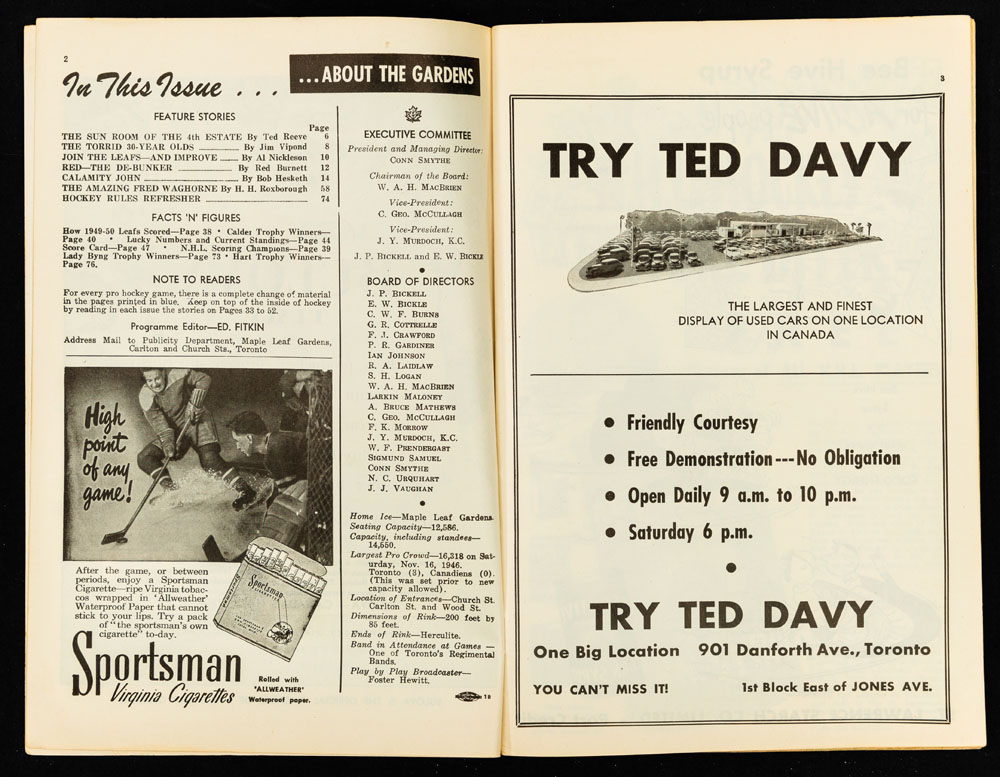 2
In This Issue . . .
FEATURE STORIES
Page
THE SUN ROOM OF THE 4th ESTATE By Ted Reeve 6
THE TORRID 30-YEAR OLDS By Jim Vipond 8
JOIN THE LEAFS—AND IMPROVE By Al Nickleson 10
RED—THE DE-BUNKER By Red Burnett 12
CALAMITY JOHN By Bob Hesketh 14
THE AMAZING FRED WAGHORNE By H. H. Roxborough 58
HOCKEY RULES REFRESHER 74
FACTS 'N' FIGURES
How 1949-50 Leafs Scored—Page 38 • Calder Trophy Winners—
Page 40 • Lucky Numbers and Current Standings—Page 44
Score Card—Page 47 • N.H.L. Scoring Champions—Page 39
Lady Byng Trophy Winners—Page 73 • Hart Trophy Winners—
Page 76.
NOTE TO READERS
For every pro hockey game, there is a complete change of material
in the pages printed in blue. Keep on top of the inside of hockey
by reading in each issue the stories on Pages 33 to 52.
Programme Editor—ED. FITKIN
Address Mail to Publicity Department, Maple Leaf Gardens,
Carlton and Church Sts., Toronto
High
point
of any
game!
After the game, or between
periods, enjoy a Sportsman
Cigarette—ripe Virginia tobac-
cos wrapped in 'Allweather'
Waterproof Paper that cannot
stick to your lips. Try a pack
of "the sportsman's own
cigarette" to-day.
Sportsman
Sportsman
Virginia Cigarettes
Rolled with
'ALLWEATHER'
Waterproof paper.
...ABOUT THE GARDENS
EXECUTIVE COMMITTEE
President and Managing Director:
CONN SMYTHE
Chairman of the Board:
W. A. H. MACBRIEN
Vice-President:
C. GEO. MCCULLAGH
Vice-President:
J. Y. MURDOCH, K.C.
J. P. BICKELL and E. W. BICKLE
BOARD OF DIRECTORS
J. P. BICKELL
E. W. BICKLE
C. W. F. BURNS
G. R. COTTRELLE
F. J. CRAWFORD
P. R. GARDINER
IAN JOHNSON
R. A. LAIDLAW
S. H. LOGAN
W. A. H. MACBRIEN
LARKIN MALONEY
A. BRUCE MATHEWS
C. GEO. MCCULLAGH
F. K. MORROW
J. Y. MURDOCH, K.C.
W. F. PRENDERGAST
SIGMUND SAMUEL
CONN SMYTHE
N. C. URQUHART
J. J. VAUGHAN
Home Ice—Maple Leaf Gardens.
Seating Capacity—12,586.
Capacity, including standees—
14,550.
Largest Pro Crowd—16,318 on Sat-
urday, Nov. 16, 1946.
Toronto (3), Canadiens (0).
(This was set prior to new
capacity allowed).
Location of Entrances—Church St.
Carlton St. and Wood St.
Dimensions of Rink—200 feet by
85 feet.
Ends of Rink—Herculite.
Band in Attendance at Games —
One of Toronto's Regimental
Bands.
Play by Play Broadcaster—
Foster Hewitt.
18
3
TRY TED DAVY
THE LARGEST AND FINEST
DISPLAY OF USED CARS ON ONE LOCATION
IN CANADA
• Friendly Courtesy
• Free Demonstration---No Obligation
• Open Daily 9 a.m. to 10 p.m.
• Saturday 6 p.m.
TRY TED DAVY
One Big Location 901 Danforth Ave., Toronto
YOU CAN'T MISS IT! 1st Block East of JONES AVE.